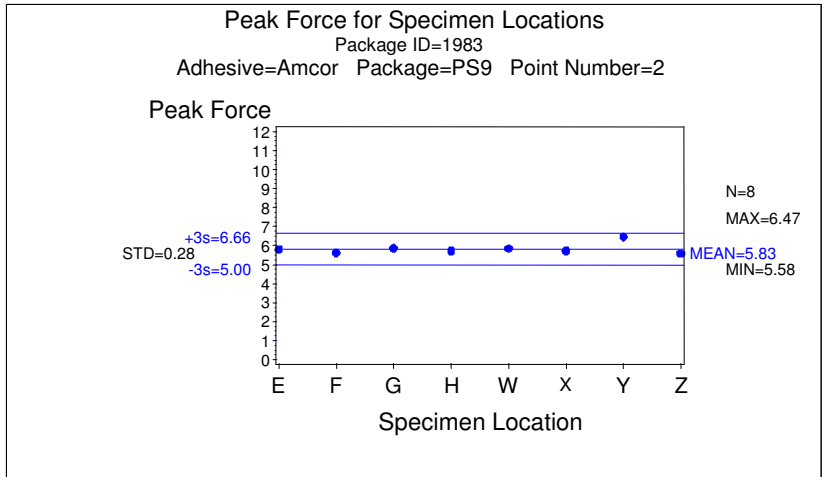 Peak Force for Specimen Locations
Package ID=1983
Adhesive=Amcor Package=PS9 Point Number=2
Peak Force
12
11
10
9
8
7
6
5
4
3
2
1
0
+3s=6.66
STD=0.28
-3s=5.00
N=8
MAX=6.47
MEAN=5.83
MIN=5.58
E F G H W X Y Z
Specimen Location